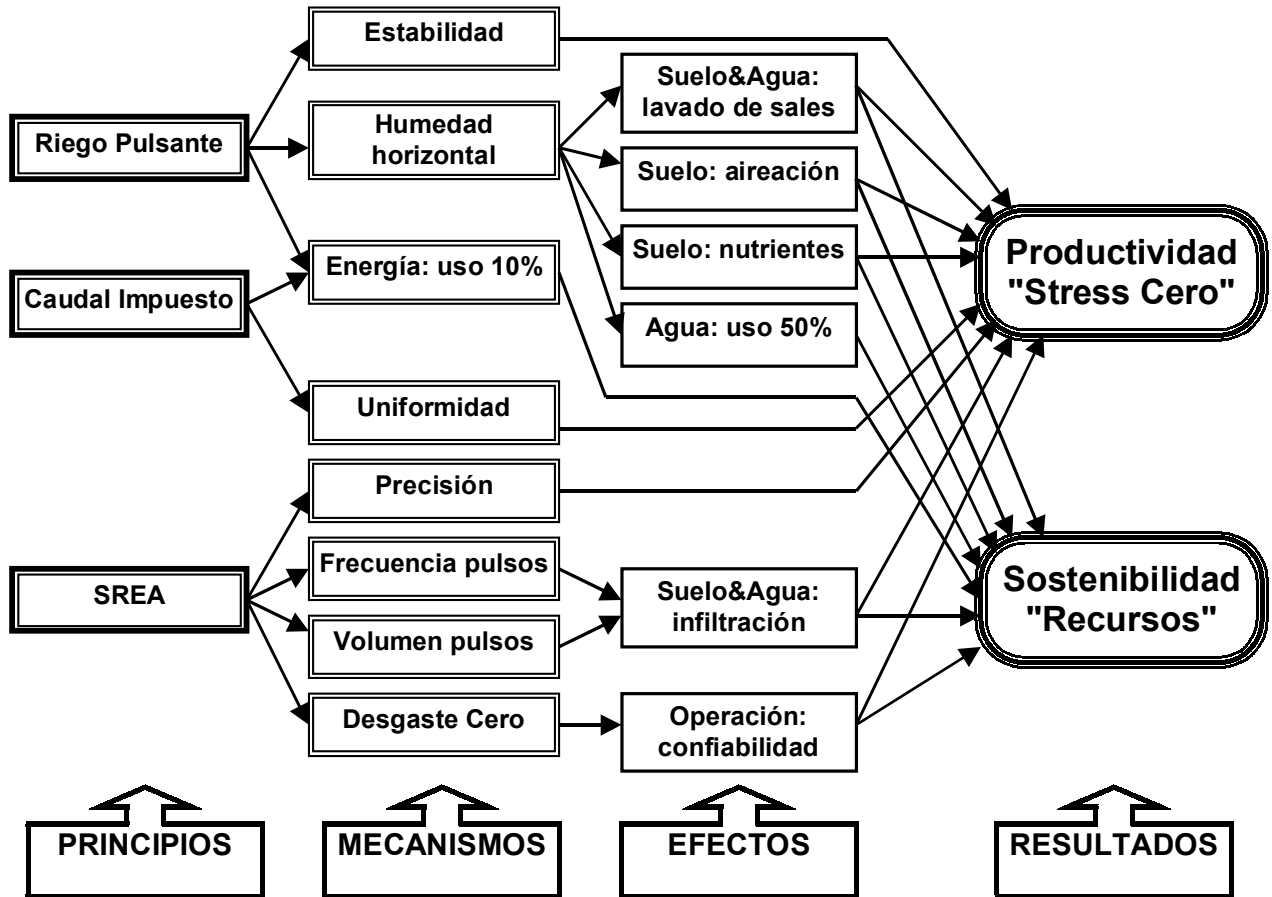 Riego Pulsante
Caudal Impuesto
SREA
Estabilidad
Humedad
horizontal
Energía: uso 10%
Uniformidad
Precisión
Frecuencia pulsos
Volumen pulsos
Desgaste Cero
Suelo&Agua:
lavado de sales
Suelo: aireación
Suelo: nutrientes
Agua: uso 50%
Suelo&Agua:
infiltración
Operación:
confiabilidad
Productividad
"Stress Cero"
Sostenibilidad
"Recursos"
PRINCIPIOS
MECANISMOS
EFECTOS
RESULTADOS